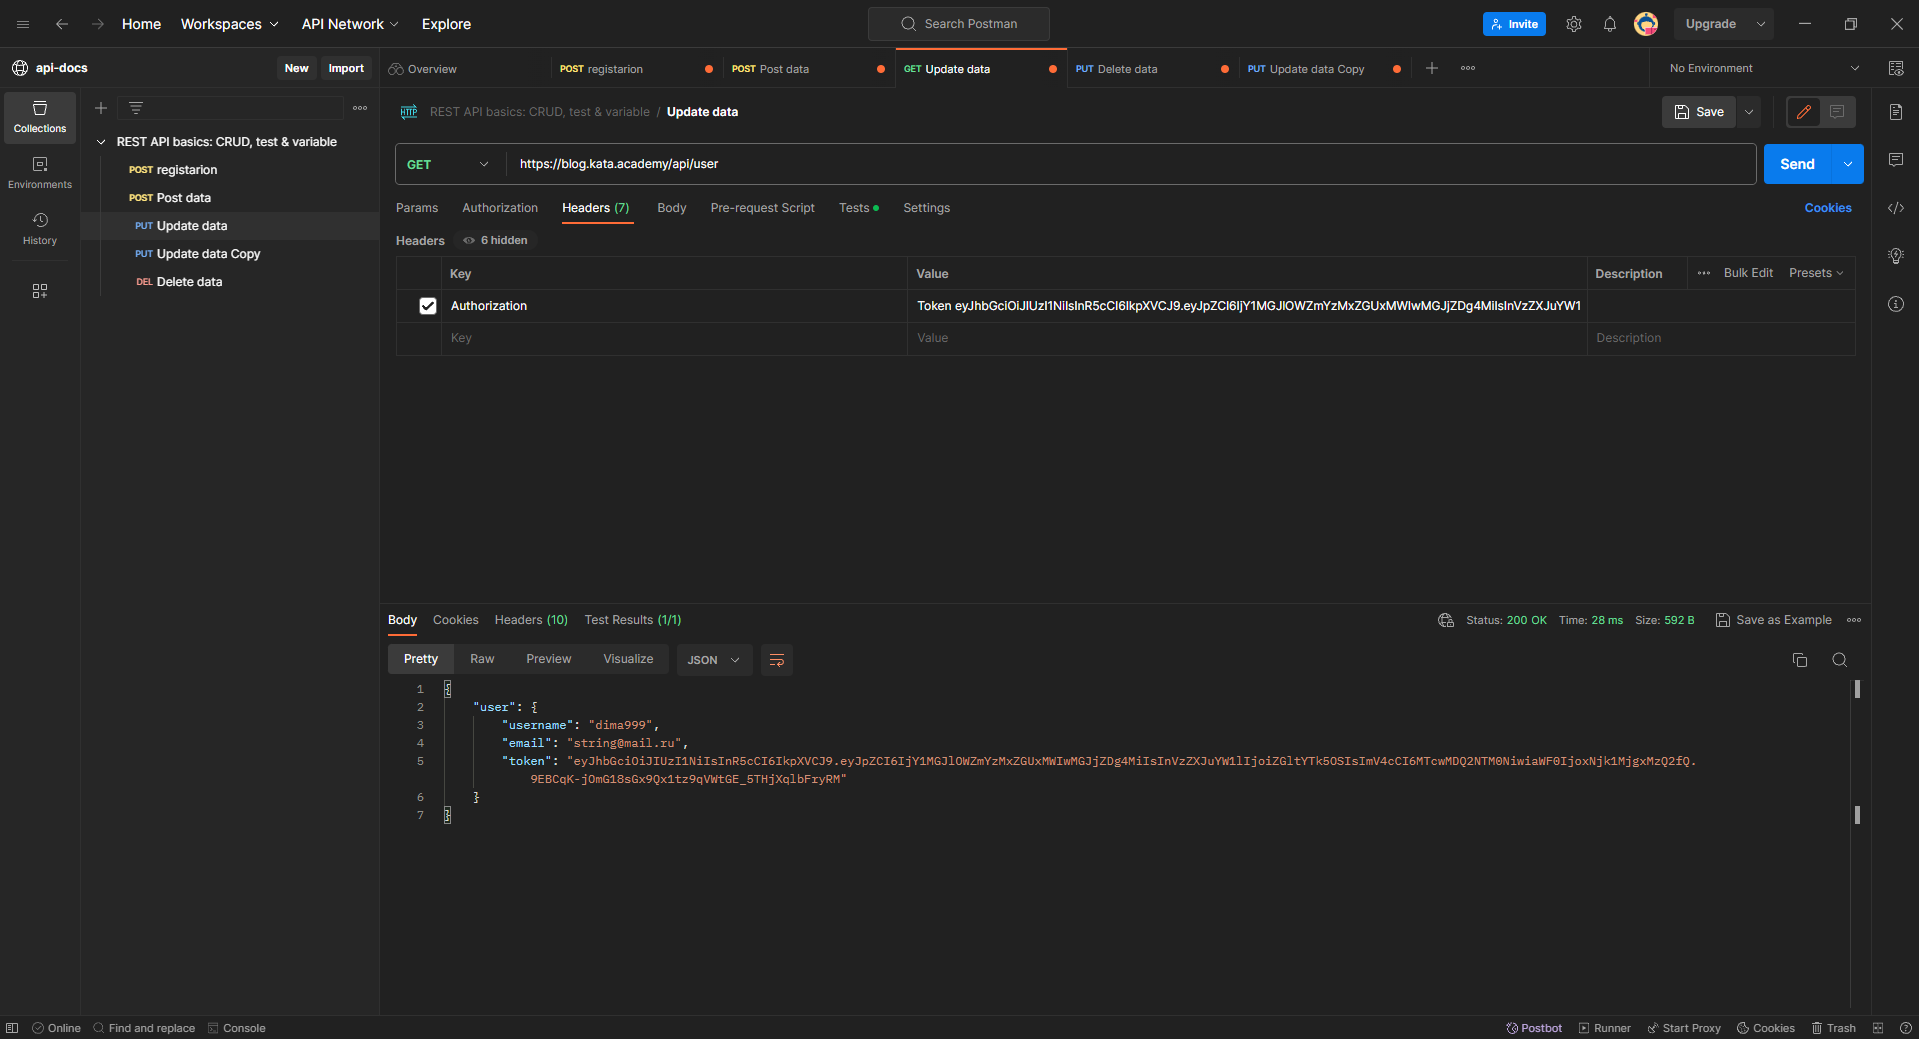 Home Workspaces API Network Explore Search Postman Invite Upgrade
api-docs New Import Overview POST registarion POST Post data GET Update data PUT Delete data PUT Update data Copy No Environment
Collections
Environments
History
REST API basics: CRUD, test & variable
POST registarion
POST Post data
PUT Update data
PUT Update data Copy
DEL Delete data
HTTP REST API basics: CRUD, test & variable / Update data Save
GET https://blog.kata.academy/api/user Send
Params Authorization Headers (7) Body Pre-request Script Tests Settings Cookies
Headers 6 hidden
Key Value Description Bulk Edit Presets
Authorization Token eyJhbGciOiJIUzI1NiIsInR5cCI6IkpXVCJ9.eyJpZCI6IjY1MGJlOWZmYzMxZGUxMWIwMGJjZDg4MiIsInVzZXJuYW1
Key Value Description
Body Cookies Headers (10) Test Results (1/1) Status: 200 OK Time: 28 ms Size: 592 B Save as Example
Pretty Raw Preview Visualize JSON
1 {
2 "user": {
3 "username": "dima999",
4 "email": "string@mail.ru",
5 "token": "eyJhbGciOiJIUzI1NiIsInR5cCI6IkpXVCJ9.eyJpZCI6IjY1MGJlOWZmYzMxZGUxMWIwMGJjZDg4MiIsInVzZXJuYW1lIjoiZGltYTk5OSIsImV4cCI6MTcwMDQ2NTM0NiwiaWF0IjoxNjk1MjgxMzQ2fQ.
9EBCqK-jOmG18sGx9Qx1tz9qVWtGE_5THjXqlbFryRM"
6 }
7 }
Online Find and replace Console Postbot Runner Start Proxy Cookies Trash